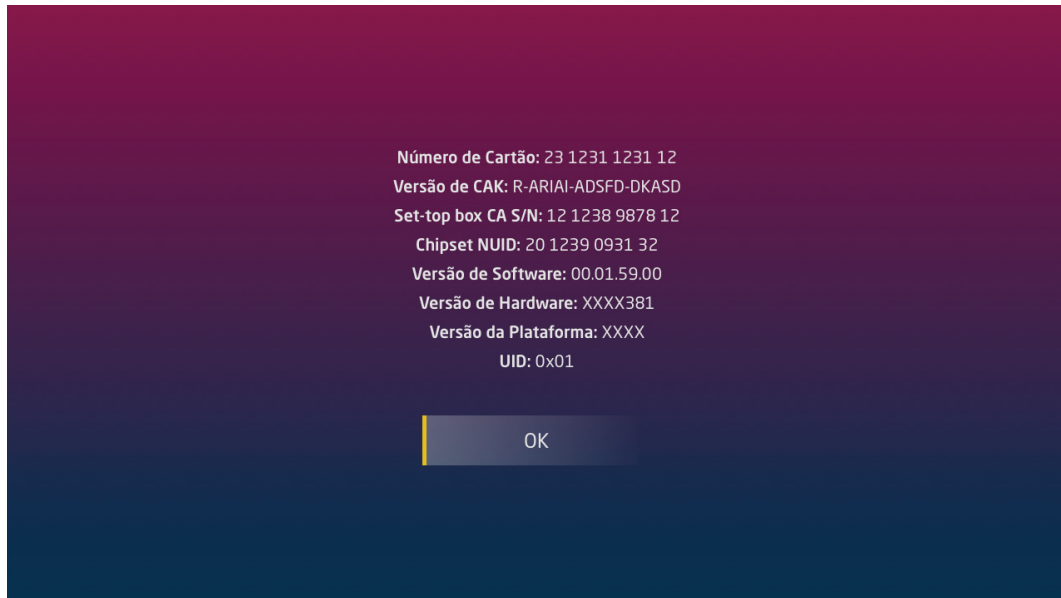 Número de Cartão: 23 1231 1231 12
Versão de CAK: R-ARIAI-ADSFD-DKASD
Set-top box CA S/N: 12 1238 9878 12
Chipset NUID: 20 1239 0931 32
Versão de Software: 00.01.59.00
Versão de Hardware: XXXX381
Versão da Plataforma: XXXX
UID: 0x01
OK